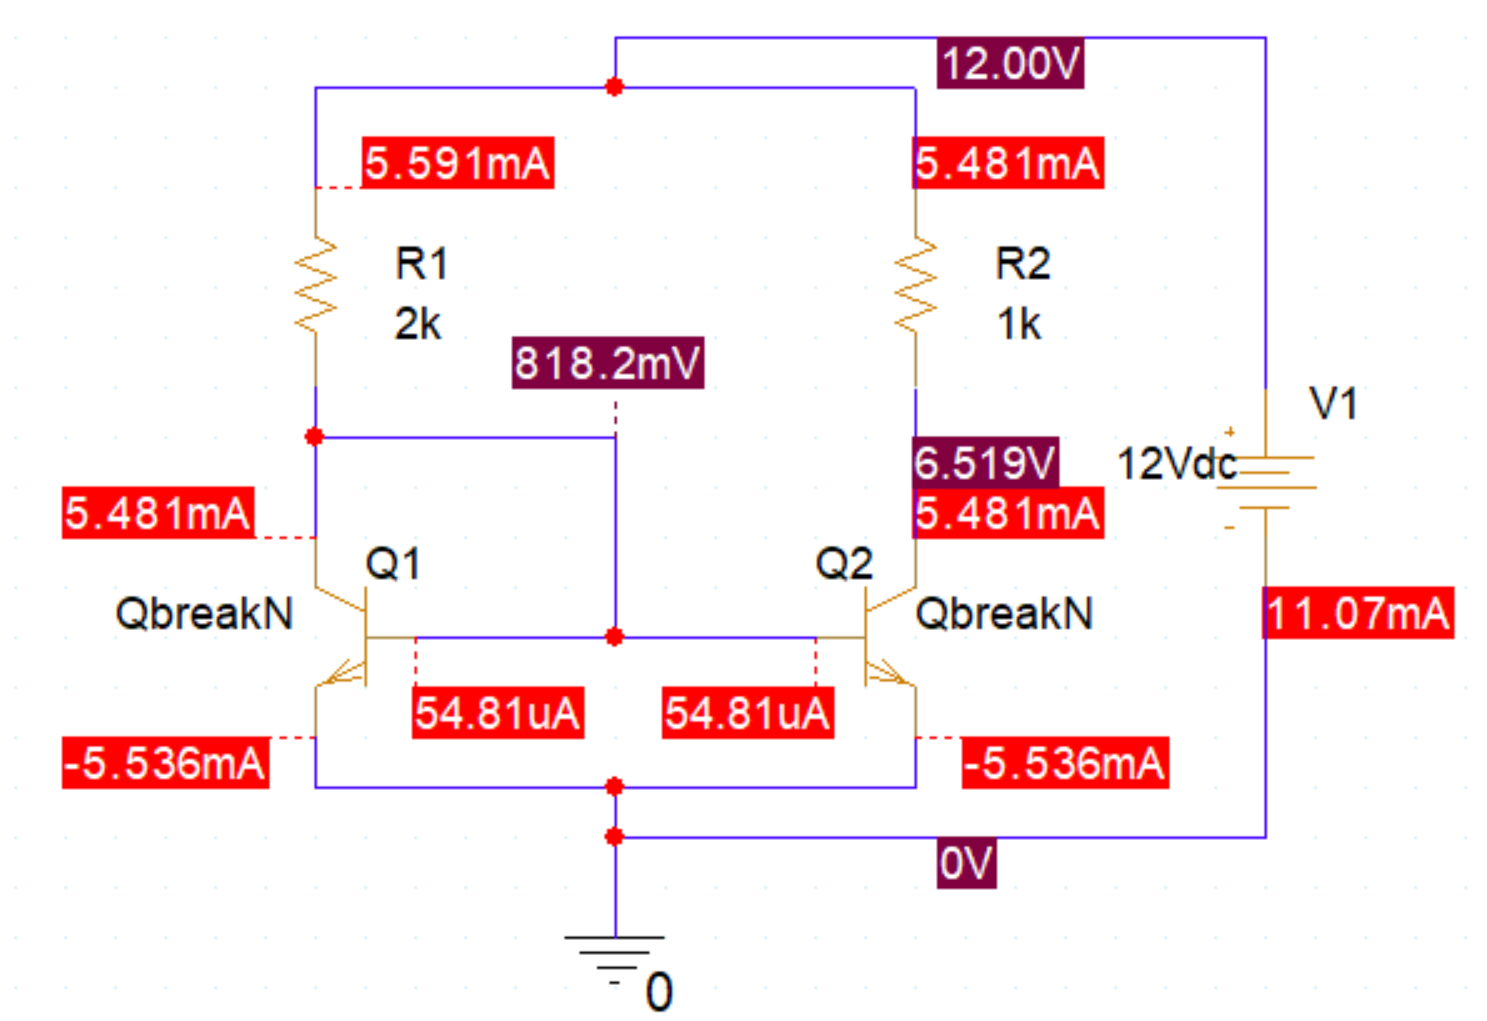 12.00V
5.591mA
5.481mA
R1
2k
R2
1k
818.2mV
V1
+
12Vdc
-
6.519V
5.481mA
5.481mA
Q1
QbreakN
Q2
QbreakN
11.07mA
54.81uA
54.81uA
-5.536mA
-5.536mA
0V
0